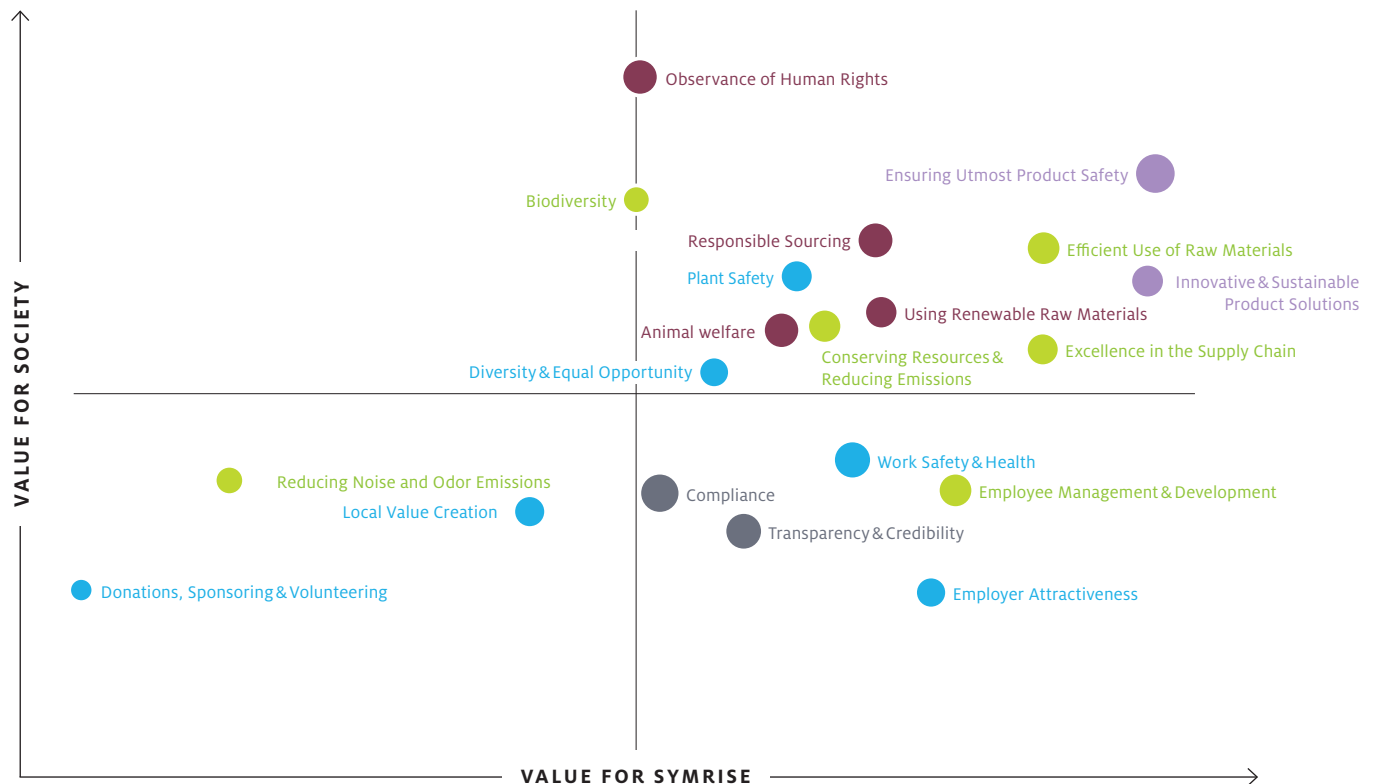 Observance of Human Rights
Ensuring Utmost Product Safety
Biodiversity
Responsible Sourcing
Efficient Use of Raw Materials
Plant Safety
Innovative & Sustainable
Product Solutions
Using Renewable Raw Materials
Animal welfare
Conserving Resources &
Reducing Emissions
Excellence in the Supply Chain
Diversity & Equal Opportunity
VALUE FOR SOCIETY
Work Safety & Health
Reducing Noise and Odor Emissions
Employee Management & Development
Compliance
Local Value Creation
Transparency & Credibility
Donations, Sponsoring & Volunteering
Employer Attractiveness
VALUE FOR SYMRISE